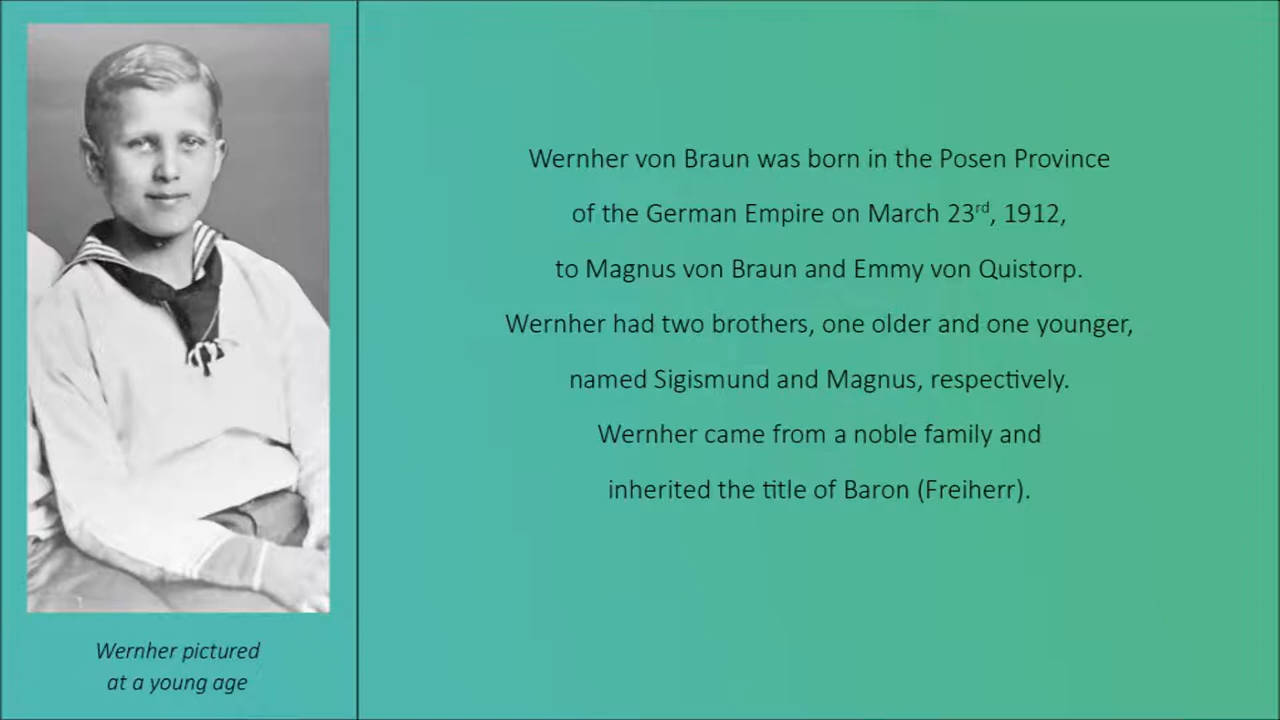 Wernher von Braun was born in the Posen Province
of the German Empire on March 23rd, 1912,
to Magnus von Braun and Emmy von Quistorp.
Wernher had two brothers, one older and one younger,
named Sigismund and Magnus, respectively.
Wernher came from a noble family and
inherited the title of Baron (Freiherr).
Wernher pictured
at a young age